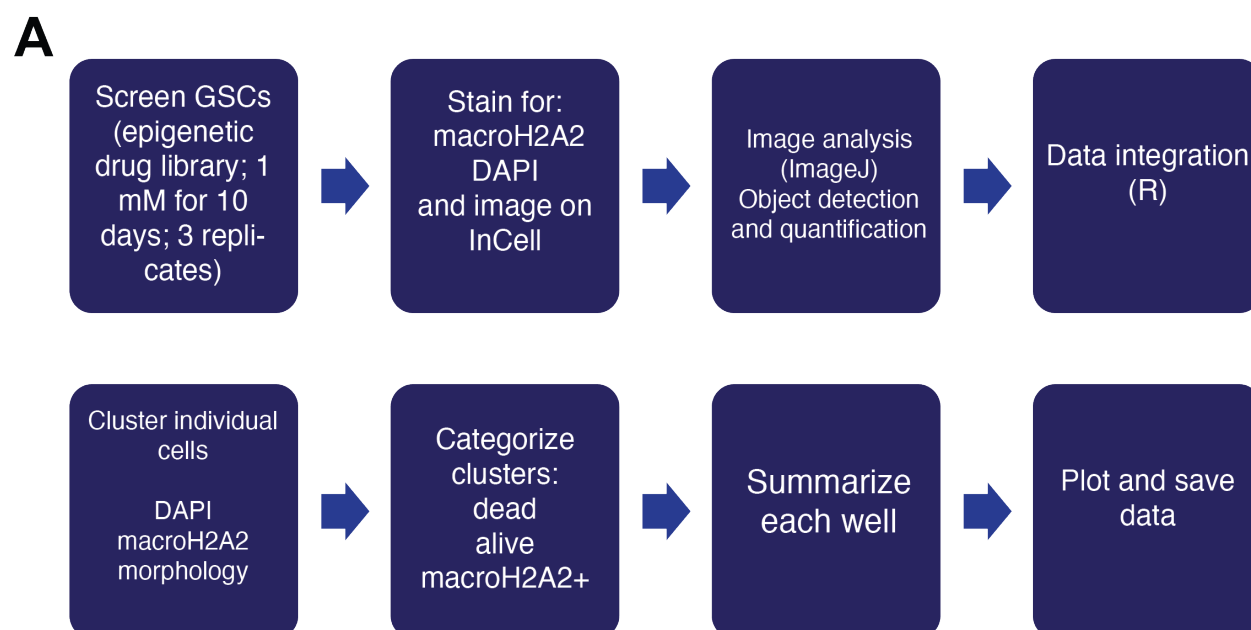 A
Screen GSCs
(epigenetic
drug library; 1
mM for 10
days; 3 repli-
cates)
Stain for:
macroH2A2
DAPI
and image on
InCell
Image analysis
(ImageJ)
Object detection
and quantification
Data integration
(R)
Cluster individual
cells
DAPI
macroH2A2
morphology
Categorize
clusters:
dead
alive
macroH2A2+
Summarize
each well
Plot and save
data